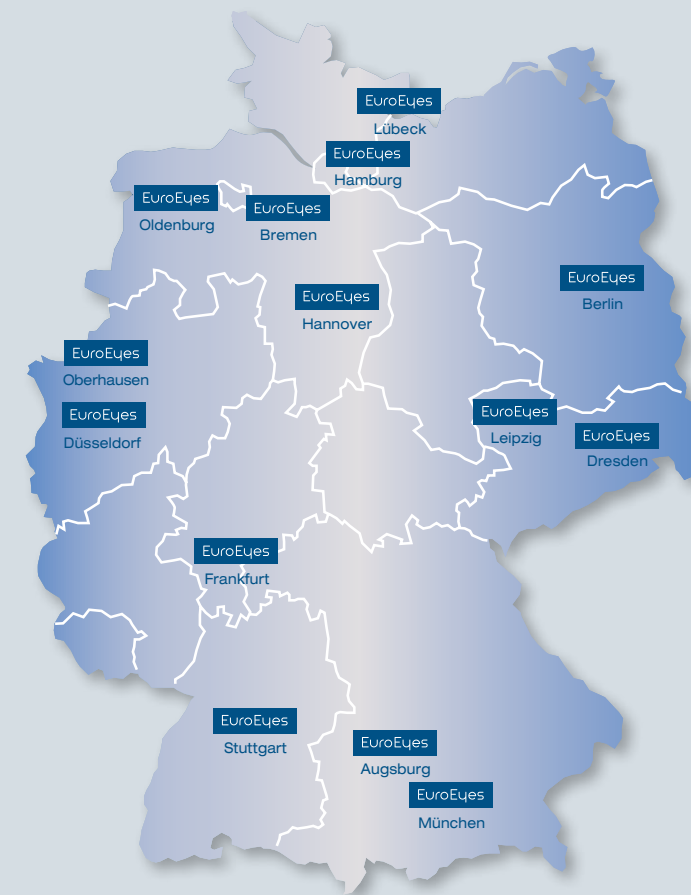 EuroEyes
Lübeck
EuroEyes
Hamburg
EuroEyes
Oldenburg
EuroEyes
Bremen
EuroEyes
Berlin
EuroEyes
Hannover
EuroEyes
Oberhausen
EuroEyes
Düsseldorf
EuroEyes
Leipzig
EuroEyes
Dresden
EuroEyes
Frankfurt
EuroEyes
Stuttgart
EuroEyes
Augsburg
EuroEyes
München